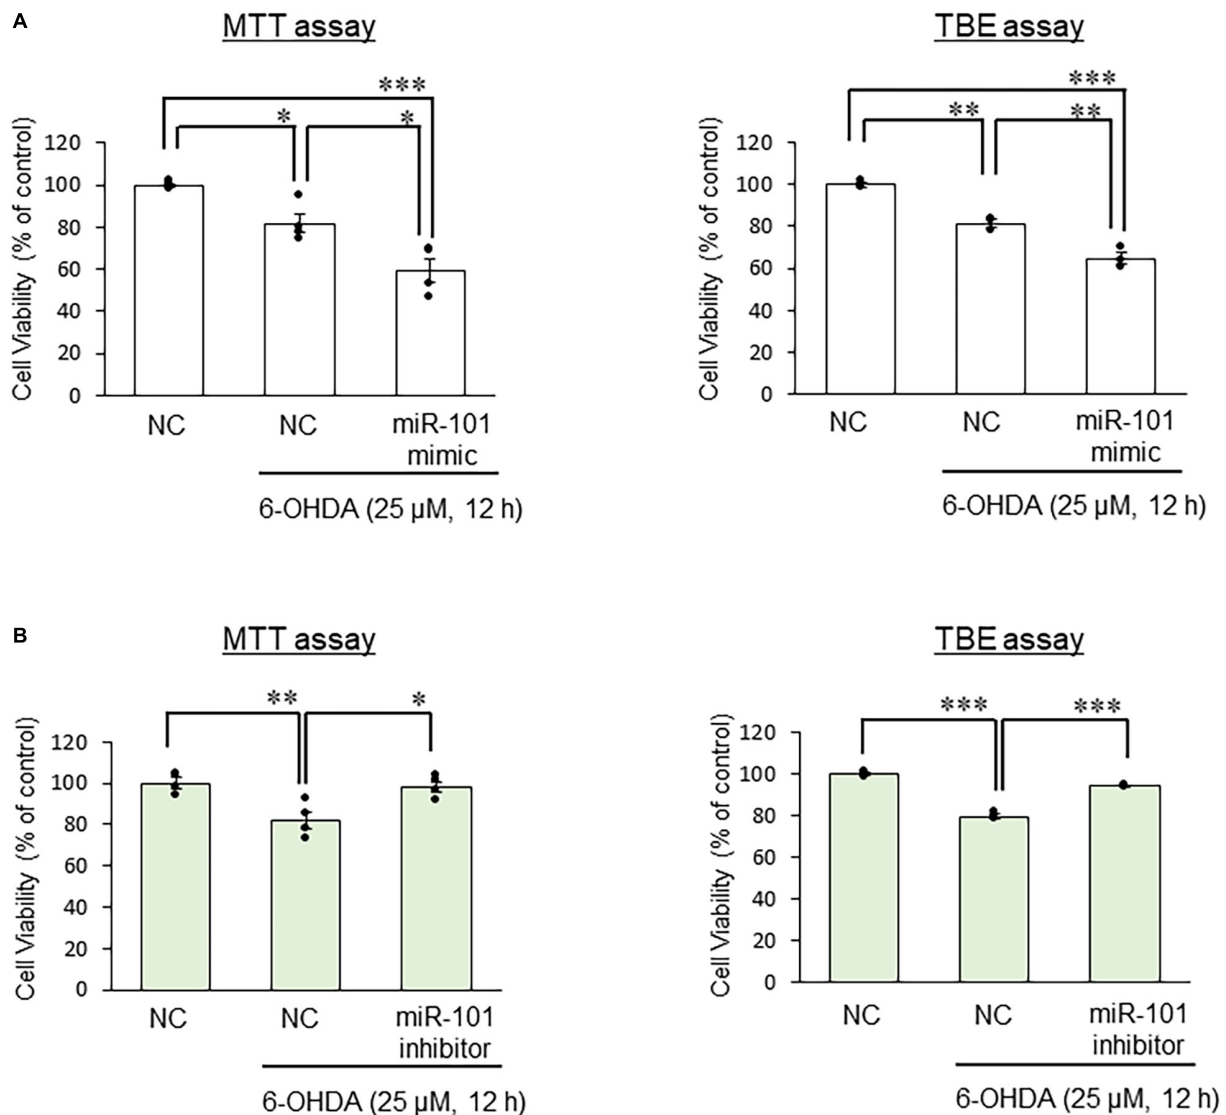 A
MTT assay
TBE assay
***
*
*
Cell Viability (% of control)
120
100
80
60
40
20
0
NC
NC
miR-101
mimic
6-OHDA (25 µM, 12 h)
***
**
**
Cell Viability (% of control)
120
100
80
60
40
20
0
NC
NC
miR-101
mimic
6-OHDA (25 µM, 12 h)
B
MTT assay
TBE assay
**
*
Cell Viability (% of control)
120
100
80
60
40
20
0
NC
NC
miR-101
inhibitor
6-OHDA (25 µM, 12 h)
***
***
Cell Viability (% of control)
120
100
80
60
40
20
0
NC
NC
miR-101
inhibitor
6-OHDA (25 µM, 12 h)